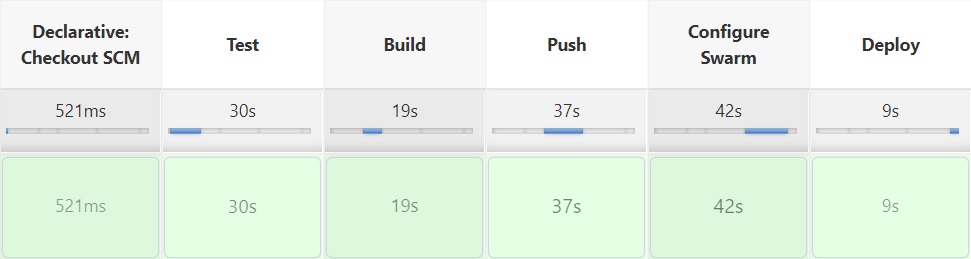 Declarative: Checkout SCM
Test
Build
Push
Configure Swarm
Deploy
521ms
30s
19s
37s
42s
9s
521ms
30s
19s
37s
42s
9s